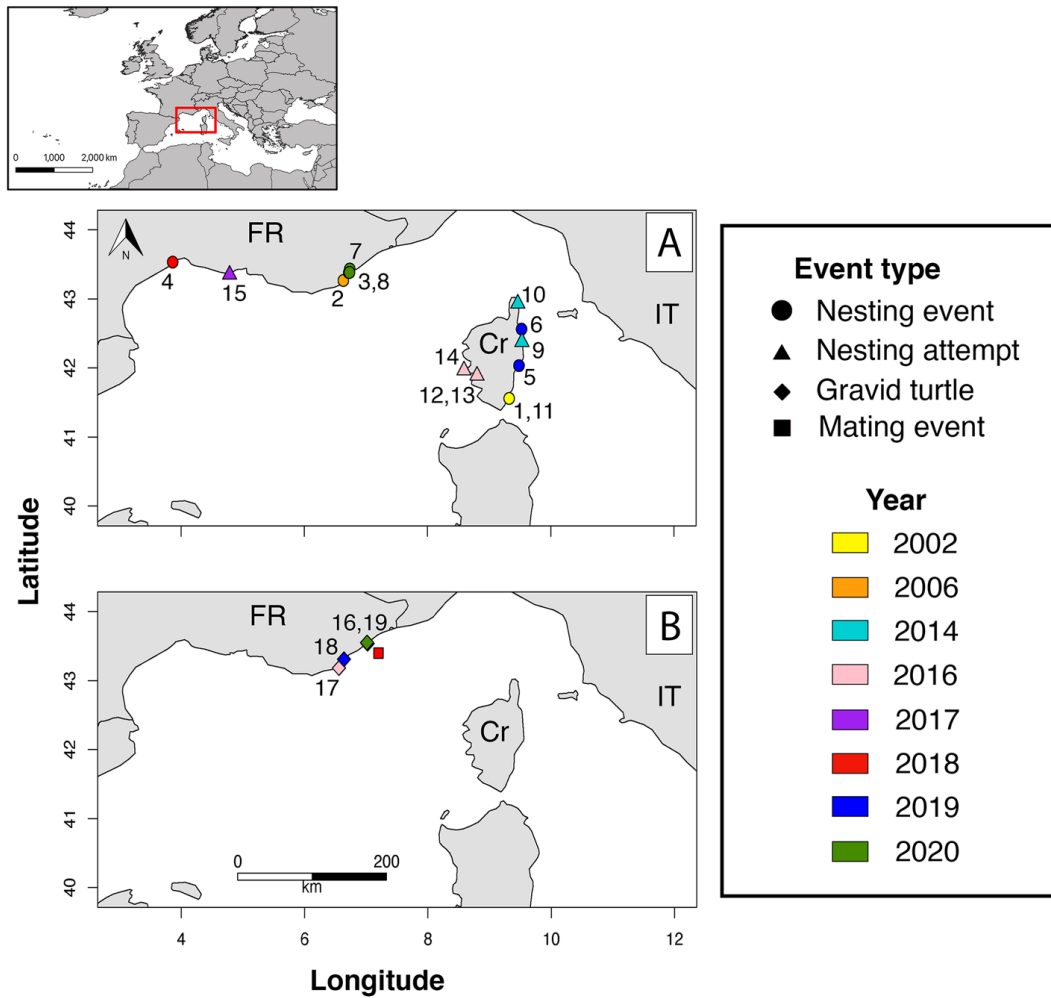 0 1,000 2,000 km
44
43
42
41
40
N
FR
A
IT
Cr
7
4
15
2
3,8
10
6
9
14
5
12,13
1,11
Latitude
44
43
42
41
40
FR
B
IT
Cr
16,19
18
17
0 200
km
4 6 8 10 12
Longitude
Event type
Nesting event
Nesting attempt
Gravid turtle
Mating event
Year
2002
2006
2014
2016
2017
2018
2019
2020